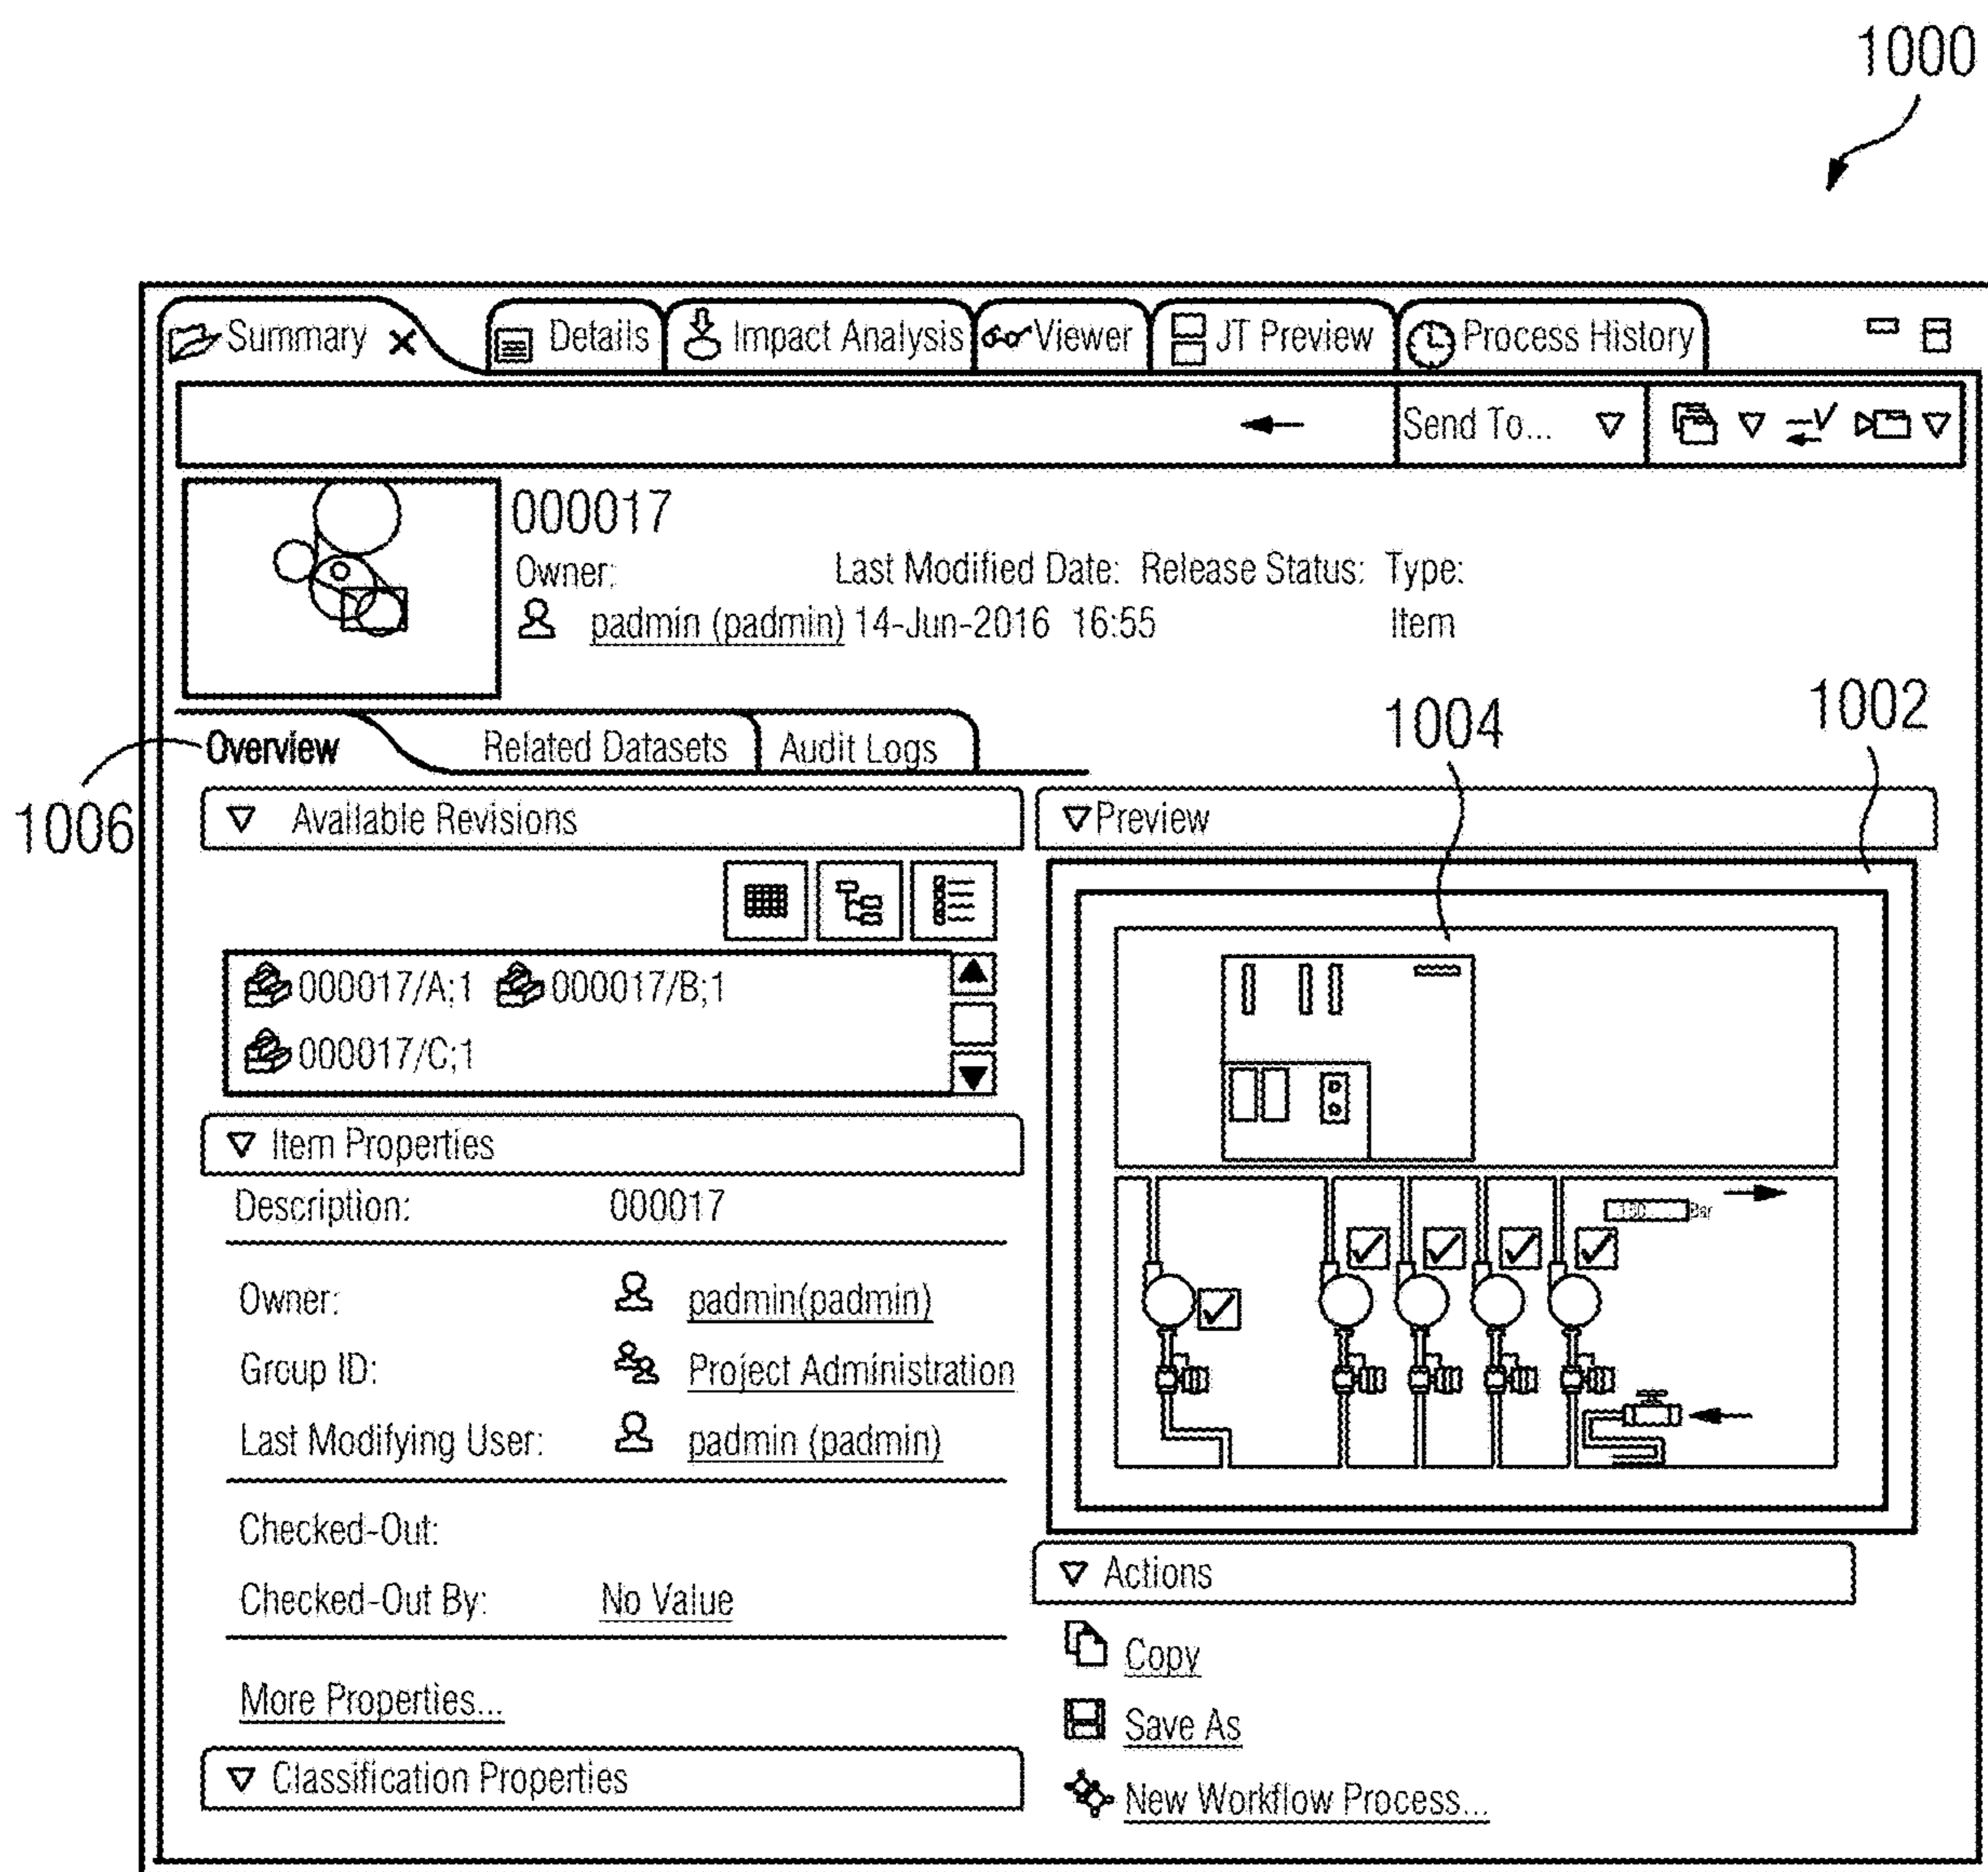 1000
Summary Details Impact Analysis Viewer JT Preview Process History
Send To...
000017
Owner: Last Modified Date: Release Status: Type:
padmin (padmin) 14-Jun-2016 16:55 Item
1004
1002
Overview Related Datasets Audit Logs
1006
Available Revisions
Preview
000017/A;1 000017/B;1
000017/C;1
Item Properties
Description: 000017
Owner: padmin(padmin)
Group ID: Project Administration
Last Modifying User: padmin (padmin)
Checked-Out:
Checked-Out By: No Value
More Properties...
Classification Properties
Bar
Actions
Copy
Save As
New Workflow Process...